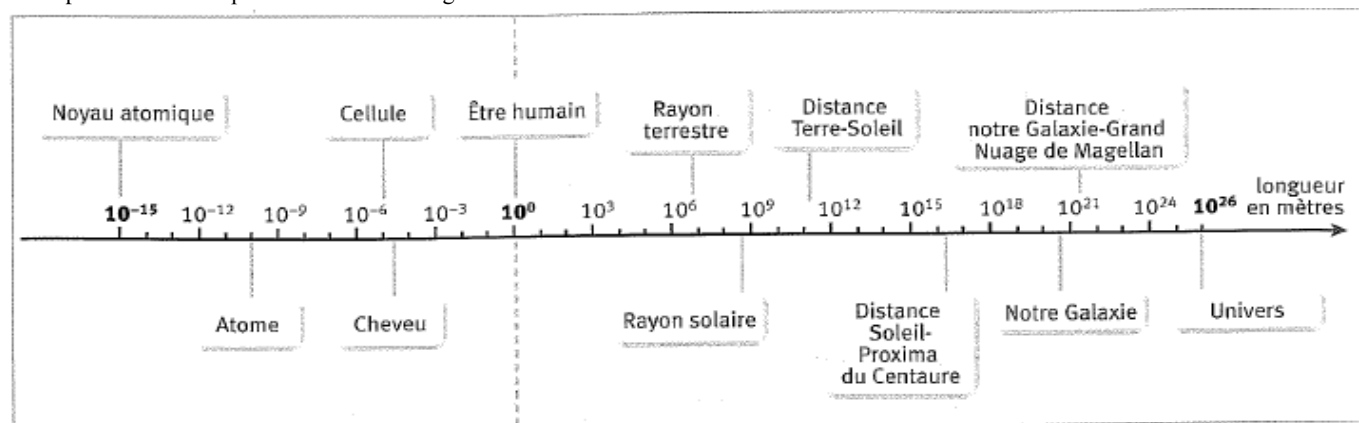 Noyau atomique
Cellule
Être humain
Rayon
terrestre
Distance
Terre-Soleil
Distance
notre Galaxie-Grand
Nuage de Magellan
10⁻¹⁵ 10⁻¹² 10⁻⁹ 10⁻⁶ 10⁻³ 10⁰ 10³ 10⁶ 10⁹ 10¹² 10¹⁵ 10¹⁸ 10²¹ 10²⁴ 10²⁶
longueur
en mètres
Atome
Cheveu
Rayon solaire
Distance
Soleil-
Proxima
du Centaure
Notre Galaxie
Univers